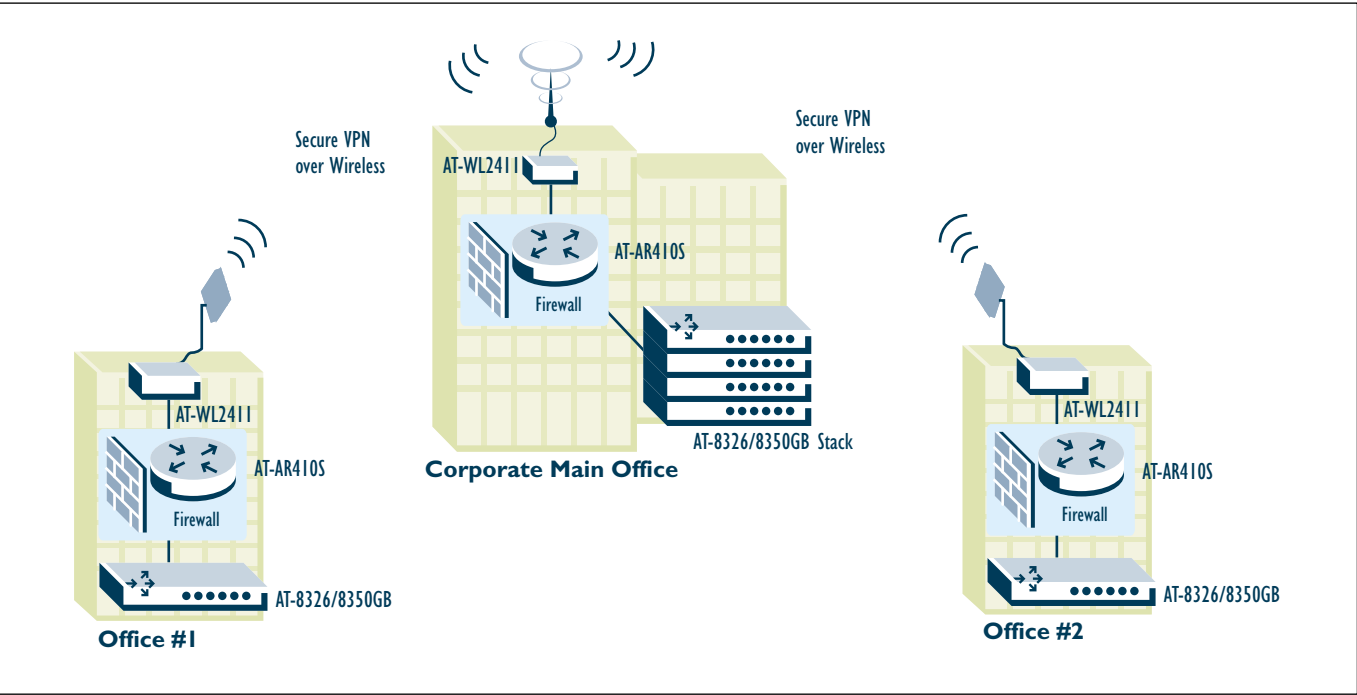 Secure VPN
over Wireless
Secure VPN
over Wireless
AT-WL2411
AT-AR410S
Firewall
AT-8326/8350GB Stack
Corporate Main Office
AT-WL2411
AT-AR410S
Firewall
AT-8326/8350GB
Office #1
AT-WL2411
AT-AR410S
Firewall
AT-8326/8350GB
Office #2